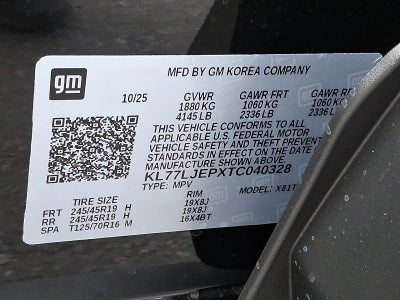 gm
MFD BY GM KOREA COMPANY
10/25 GVWR GAWR FRT GAWR RR
1880 KG 1060 KG 1060 KG
4145 LB 2336 LB 2336 LB
THIS VEHICLE CONFORMS TO ALL
APPLICABLE U.S. FEDERAL MOTOR
VEHICLE SAFETY AND THEFT PREVENT
STANDARDS IN EFFECT ON THE DATE
MANUFACTURE SHOWN ABOVE.
KL77LJEPXTC040328
TYPE: MPV MODEL: X81T
TIRE SIZE RIM
FRT 245/45R19 H 19X8J
RR 245/45R19 H 19X8J
SPA T125/70R16 M 16X4BT